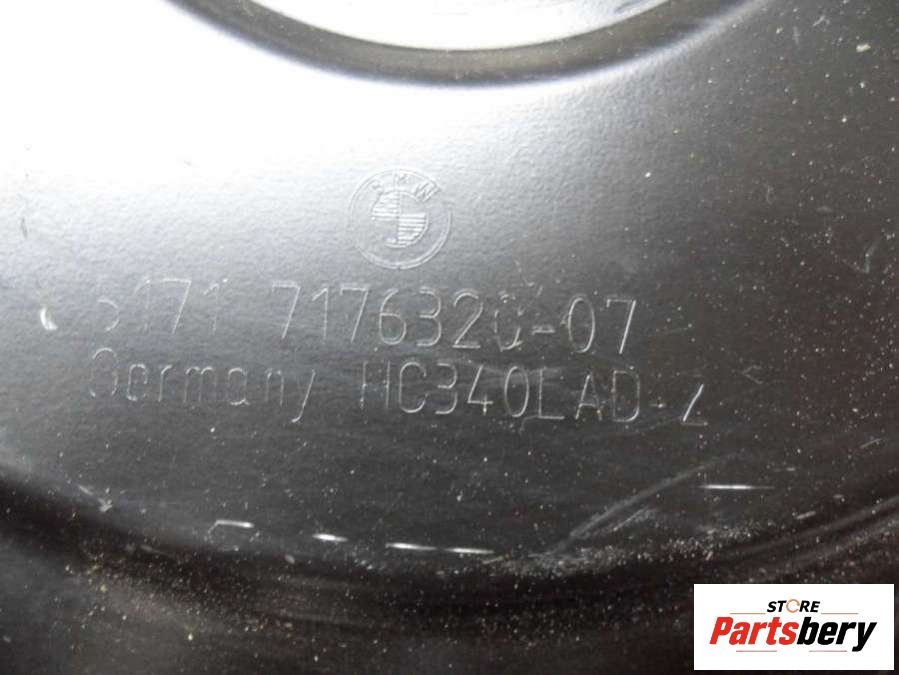 BMW
5171 7176320-07
Germany HC340LAD-Z
STORE
Partsbery